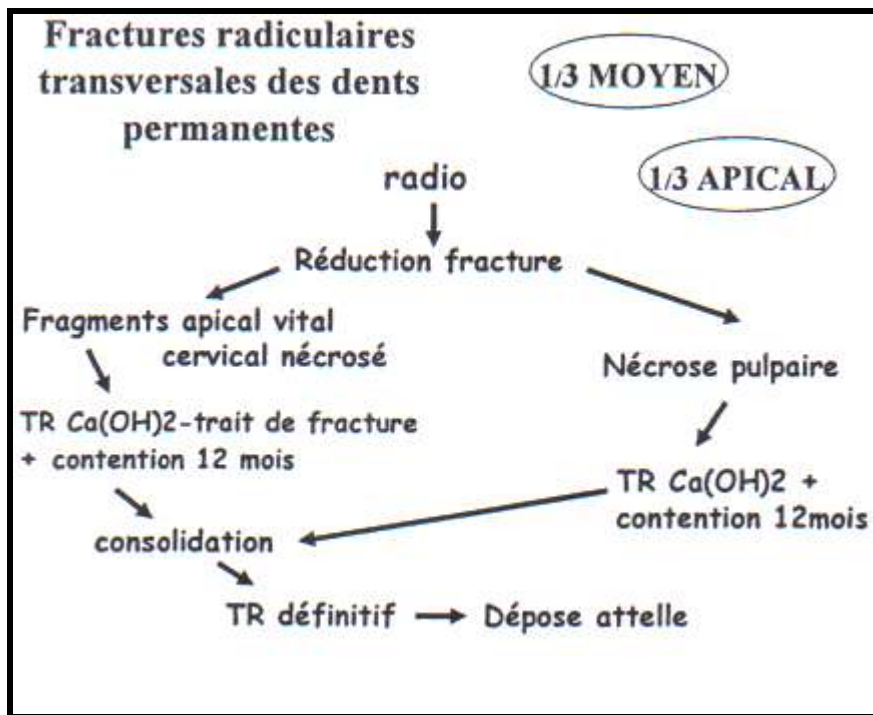 Fractures radiculaires
transversales des dents
permanentes
1/3 MOYEN
1/3 APICAL
radio
Réduction fracture
Fragments apical vital
cervical nécrosé
Nécrose pulpaire
TR Ca(OH)2-trait de fracture
+ contention 12 mois
TR Ca(OH)2 +
contention 12mois
consolidation
TR définitif
Dépose attelle